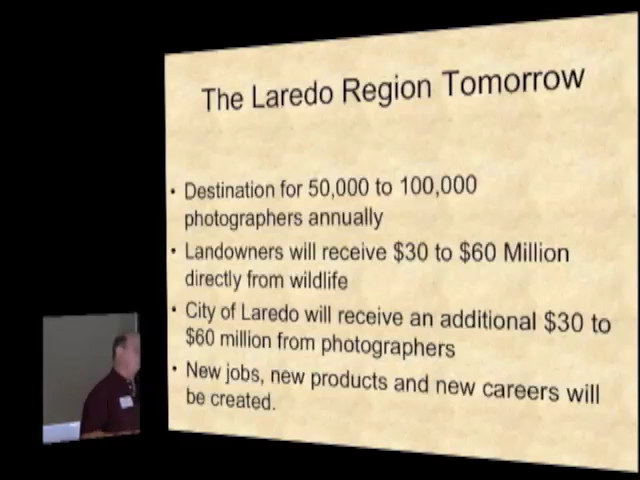 The Laredo Region Tomorrow
• Destination for 50,000 to 100,000
photographers annually
• Landowners will receive $30 to $60 Million
directly from wildlife
• City of Laredo will receive an additional $30 to
$60 million from photographers
• New jobs, new products and new careers will
be created.